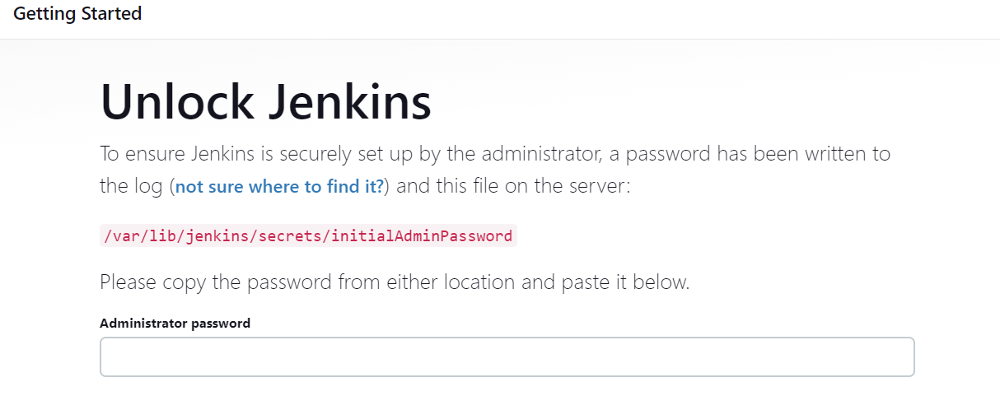 Getting Started
Unlock Jenkins
To ensure Jenkins is securely set up by the administrator, a password has been written to
the log (not sure where to find it?) and this file on the server:
/var/lib/jenkins/secrets/initialAdminPassword
Please copy the password from either location and paste it below.
Administrator password